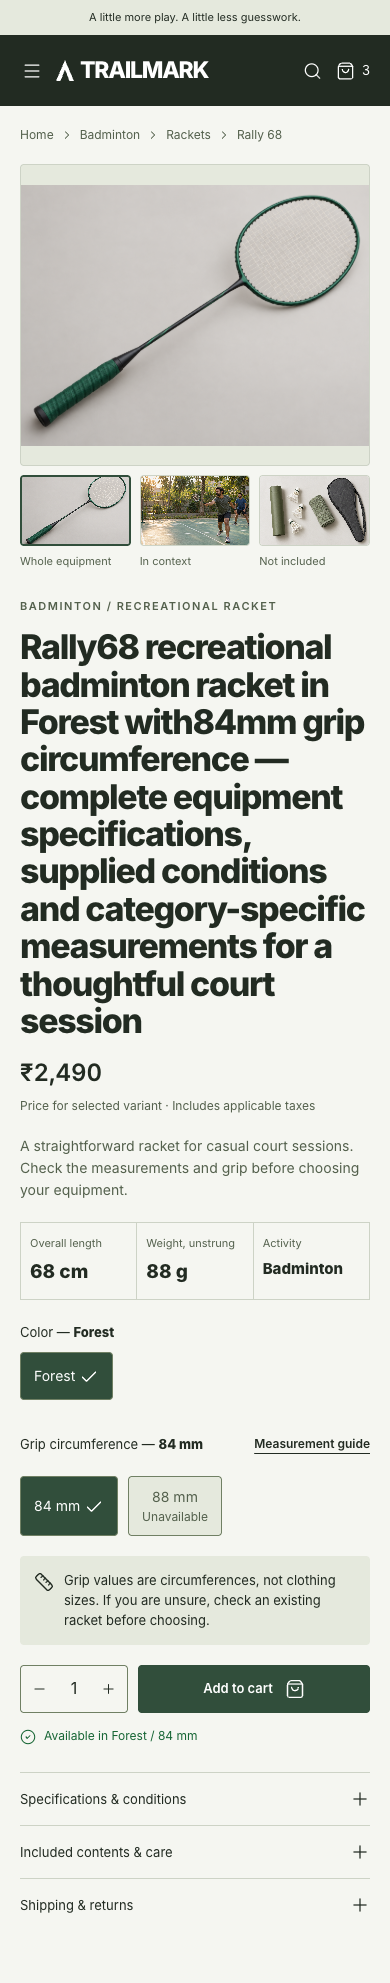 A little more play. A little less guesswork.
TRAILMARK
3
Home
Badminton
Rackets
Rally 68
Whole equipment
In context
Not included
BADMINTON / RECREATIONAL RACKET
Rally68 recreational
badminton racket in
Forest with84mm grip
circumference —
complete equipment
specifications,
supplied conditions
and category-specific
measurements for a
thoughtful court
session
₹2,490
Price for selected variant · Includes applicable taxes
A straightforward racket for casual court sessions.
Check the measurements and grip before choosing
your equipment.
Overall length
68 cm
Weight, unstrung
88 g
Activity
Badminton
Color — Forest
Forest
Grip circumference — 84 mm
Measurement guide
84 mm
88 mm
Unavailable
Grip values are circumferences, not clothing
sizes. If you are unsure, check an existing
racket before choosing.
1
Add to cart
Available in Forest / 84 mm
Specifications & conditions
Included contents & care
Shipping & returns